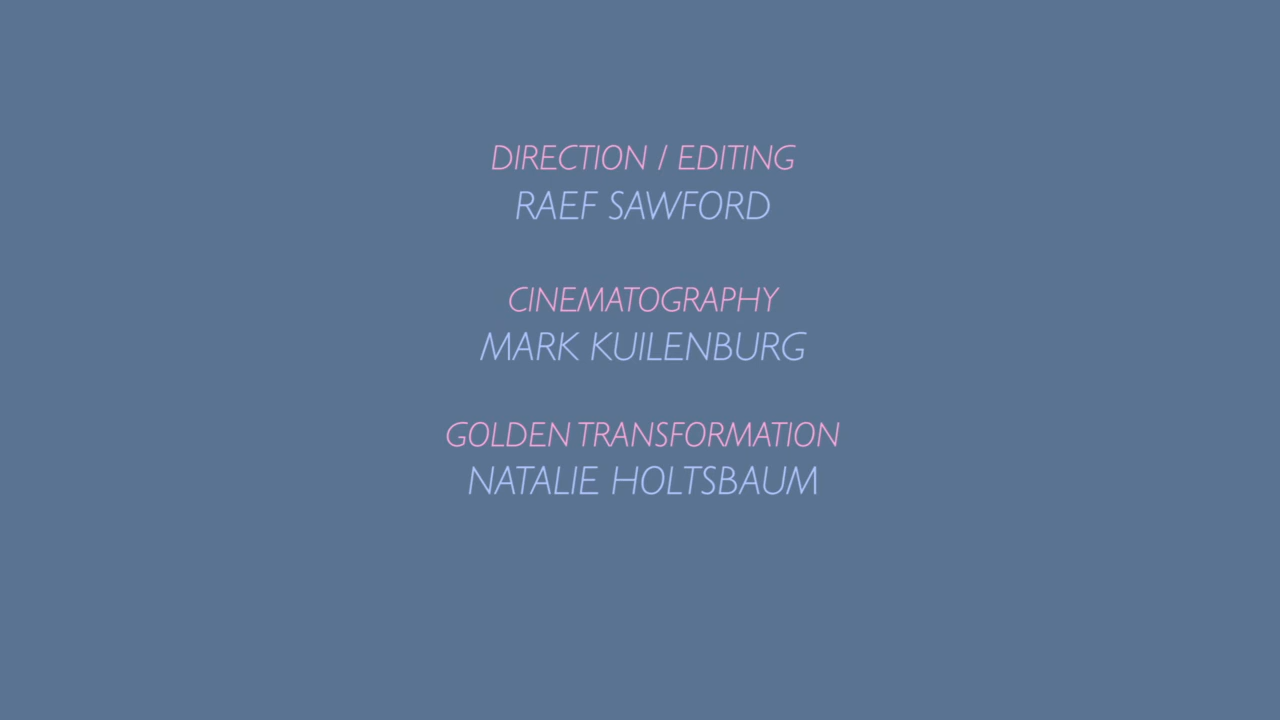 DIRECTION / EDITING
RAEF SAWFORD
CINEMATOGRAPHY
MARK KUILENBURG
GOLDEN TRANSFORMATION
NATALIE HOLTSBAUM